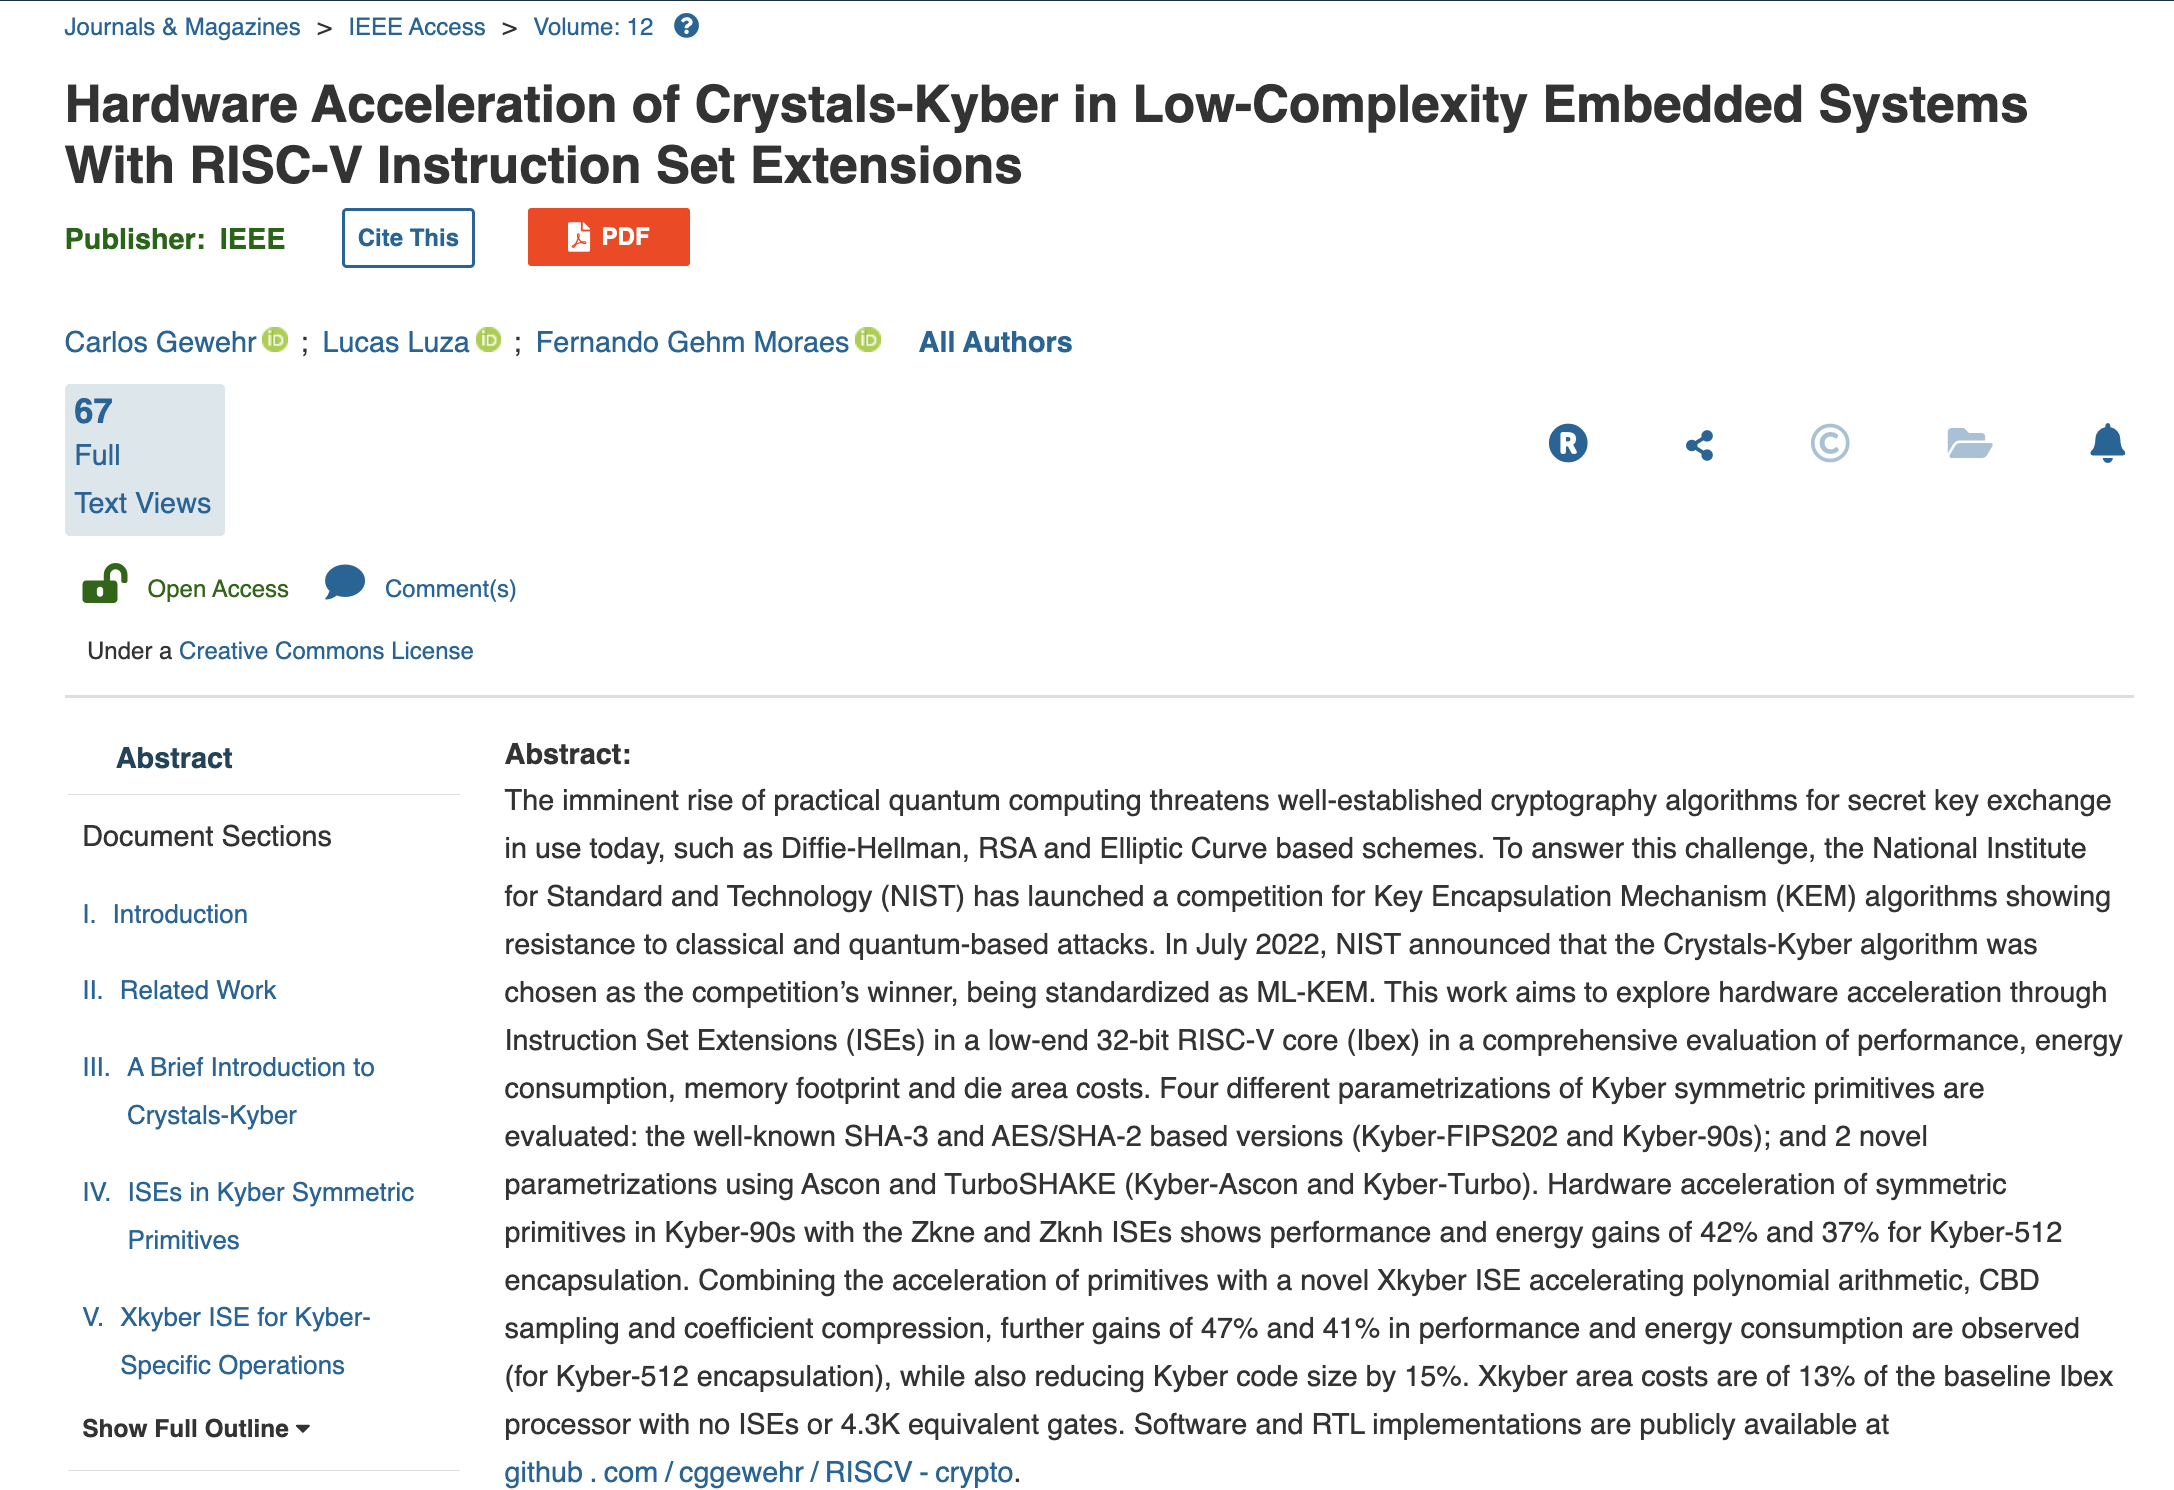 Journals & Magazines > IEEE Access > Volume: 12 ?
Hardware Acceleration of Crystals-Kyber in Low-Complexity Embedded Systems
With RISC-V Instruction Set Extensions
Publisher: IEEE Cite This PDF
Carlos Gewehr iD ; Lucas Luza iD ; Fernando Gehm Moraes iD All Authors
67
Full
Text Views
R ©
Open Access Comment(s)
Under a Creative Commons License
Abstract
Document Sections
I. Introduction
II. Related Work
III. A Brief Introduction to
Crystals-Kyber
IV. ISEs in Kyber Symmetric
Primitives
V. Xkyber ISE for Kyber-
Specific Operations
Show Full Outline
Abstract:
The imminent rise of practical quantum computing threatens well-established cryptography algorithms for secret key exchange
in use today, such as Diffie-Hellman, RSA and Elliptic Curve based schemes. To answer this challenge, the National Institute
for Standard and Technology (NIST) has launched a competition for Key Encapsulation Mechanism (KEM) algorithms showing
resistance to classical and quantum-based attacks. In July 2022, NIST announced that the Crystals-Kyber algorithm was
chosen as the competition’s winner, being standardized as ML-KEM. This work aims to explore hardware acceleration through
Instruction Set Extensions (ISEs) in a low-end 32-bit RISC-V core (Ibex) in a comprehensive evaluation of performance, energy
consumption, memory footprint and die area costs. Four different parametrizations of Kyber symmetric primitives are
evaluated: the well-known SHA-3 and AES/SHA-2 based versions (Kyber-FIPS202 and Kyber-90s); and 2 novel
parametrizations using Ascon and TurboSHAKE (Kyber-Ascon and Kyber-Turbo). Hardware acceleration of symmetric
primitives in Kyber-90s with the Zkne and Zknh ISEs shows performance and energy gains of 42% and 37% for Kyber-512
encapsulation. Combining the acceleration of primitives with a novel Xkyber ISE accelerating polynomial arithmetic, CBD
sampling and coefficient compression, further gains of 47% and 41% in performance and energy consumption are observed
(for Kyber-512 encapsulation), while also reducing Kyber code size by 15%. Xkyber area costs are of 13% of the baseline Ibex
processor with no ISEs or 4.3K equivalent gates. Software and RTL implementations are publicly available at
github . com / cggewehr / RISCV - crypto.